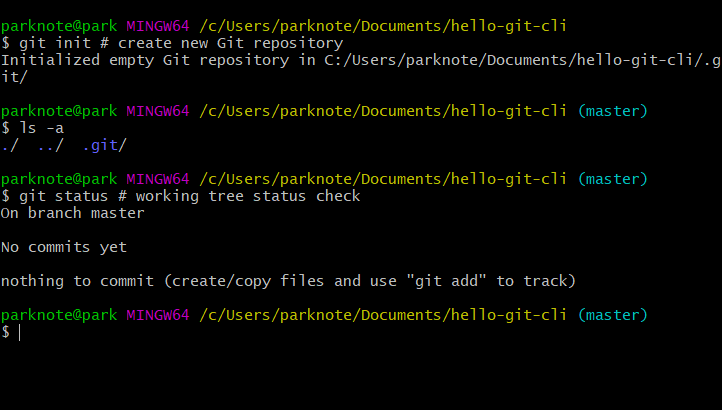 parknote@park MINGW64 /c/Users/parknote/Documents/hello-git-cli
$ git init # create new Git repository
Initialized empty Git repository in C:/Users/parknote/Documents/hello-git-cli/.g
it/
parknote@park MINGW64 /c/Users/parknote/Documents/hello-git-cli (master)
$ ls -a
./  ../  .git/
parknote@park MINGW64 /c/Users/parknote/Documents/hello-git-cli (master)
$ git status # working tree status check
On branch master
No commits yet
nothing to commit (create/copy files and use "git add" to track)
parknote@park MINGW64 /c/Users/parknote/Documents/hello-git-cli (master)
$